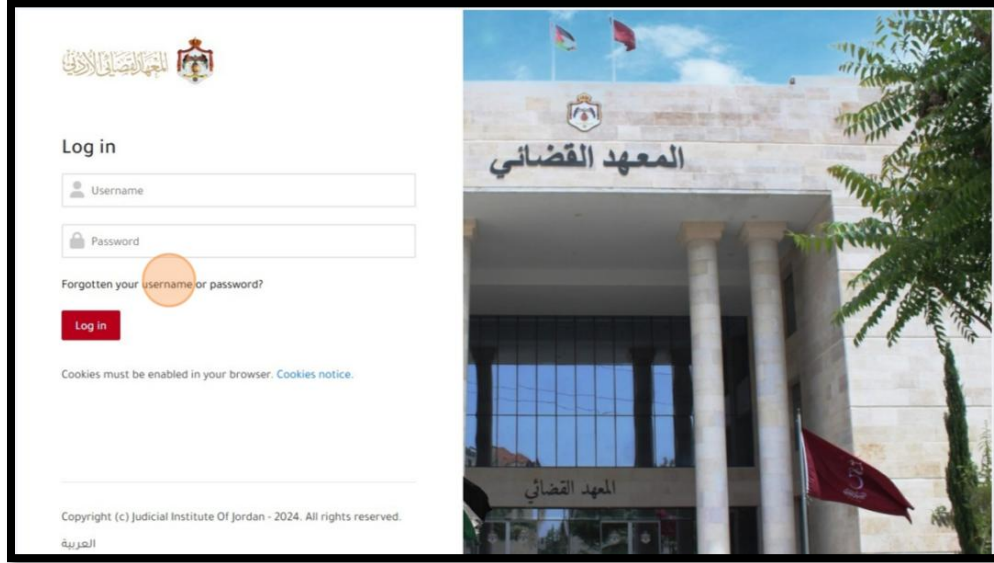 المعهد القضائي الأردني
Log in
Username
Password
Forgotten your username or password?
Log in
Cookies must be enabled in your browser. Cookies notice.
Copyright (c) Judicial Institute Of Jordan - 2024. All rights reserved.
العربية
المعهد القضائي
المعهد القضائي